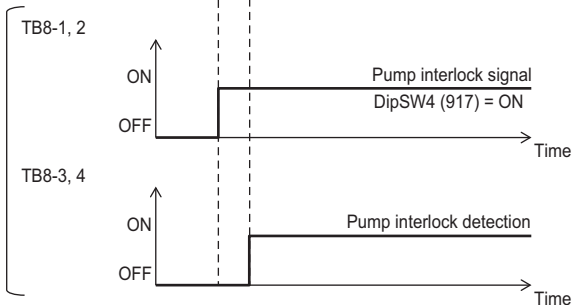 TB8-1, 2
ON
Pump interlock signal
DipSW4 (917) = ON
OFF
Time
TB8-3, 4
ON
Pump interlock detection
OFF
Time